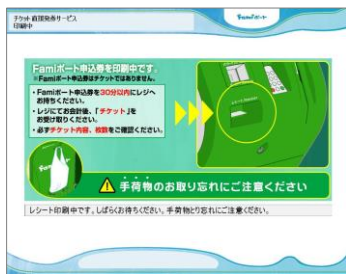 チケット直接発券サービス
印刷中
Famiポート
Famiポート申込券を印刷中です。
※Famiポート申込券はチケットではありません。
・Famiポート申込券を30分以内にレジへ
お持ちください。
・レジにてお会計後、「チケット」を
お受け取りください。
・必ずチケット内容、枚数をご確認ください。
手荷物のお取り忘れにご注意ください
レシート印刷中です。しばらくお待ちください。手荷物とり忘れにご注意ください。